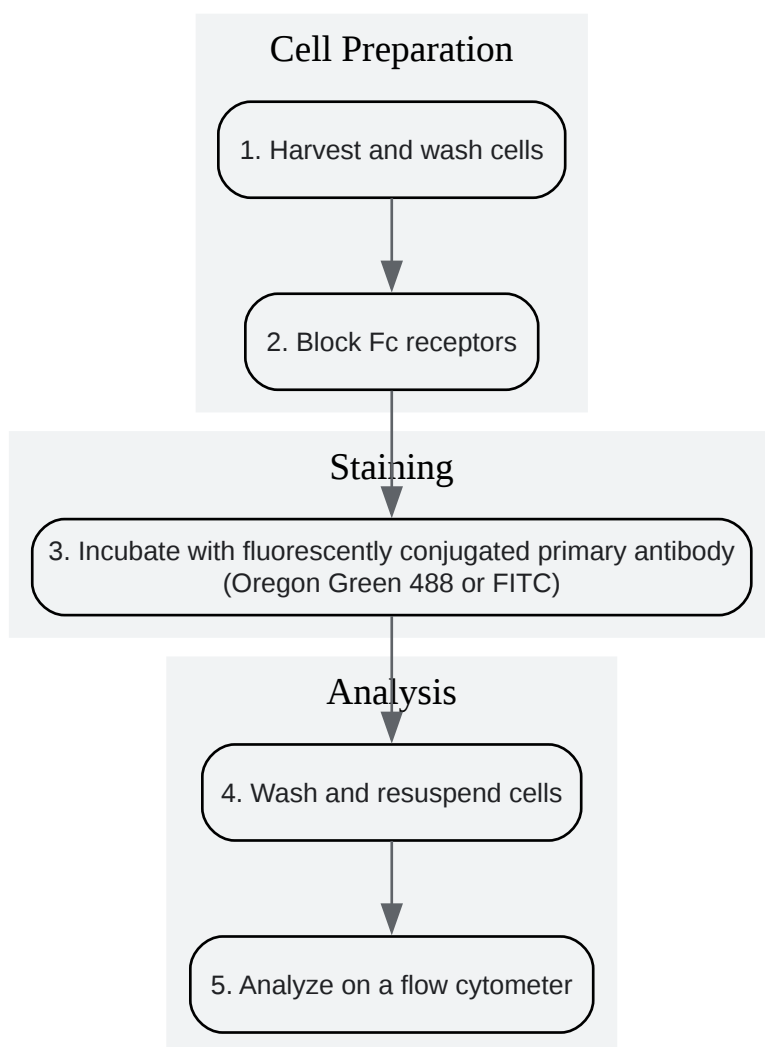 Cell Preparation
1. Harvest and wash cells
2. Block Fc receptors
Staining
3. Incubate with fluorescently conjugated primary antibody
(Oregon Green 488 or FITC)
Analysis
4. Wash and resuspend cells
5. Analyze on a flow cytometer